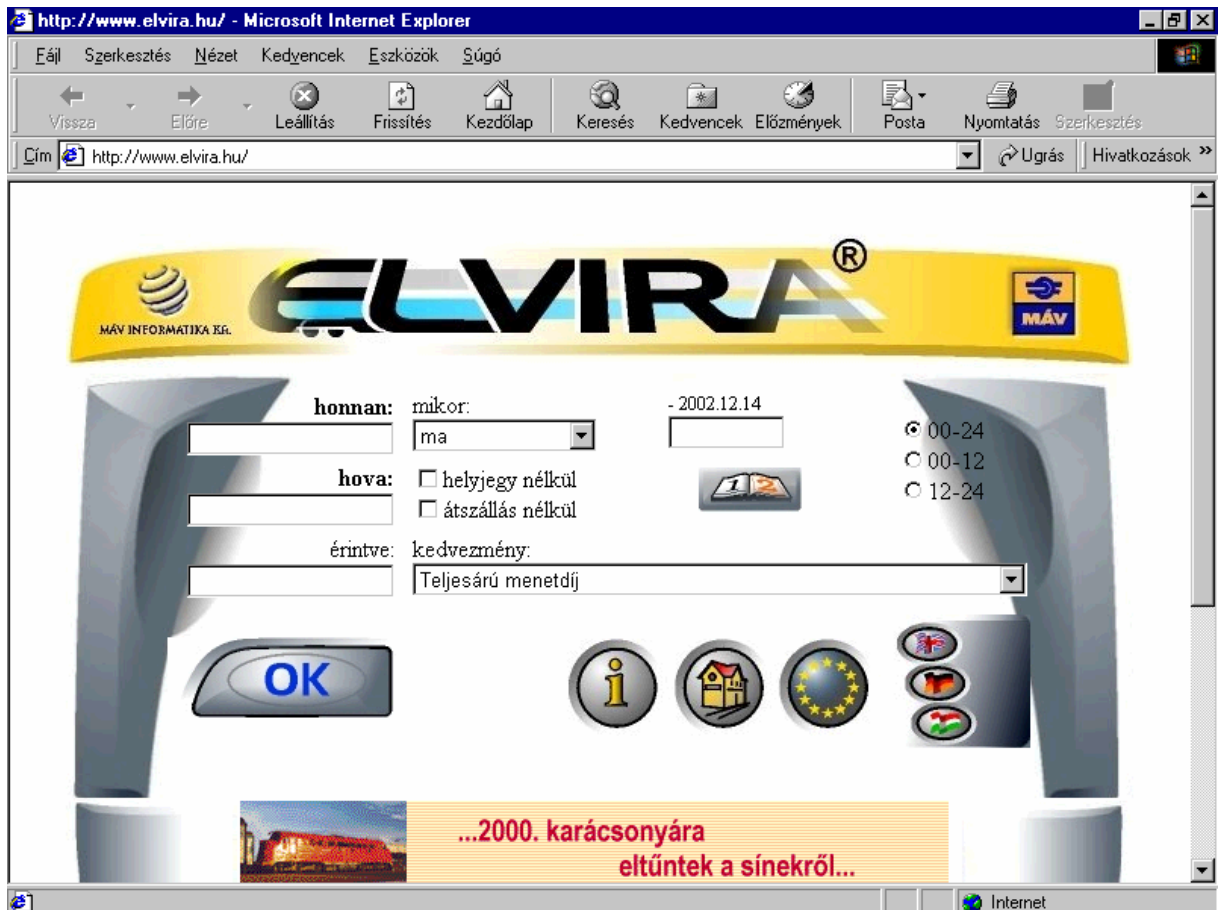 http://www.elvira.hu/ - Microsoft Internet Explorer
Fájl Szerkesztés Nézet Kedvencek Eszközök Súgó
Vissza Előre Leállítás Frissítés Kezdőlap Keresés Kedvencek Előzmények Posta Nyomtatás Szerkesztés
Cím http://www.elvira.hu/ Ugrás Hivatkozások »
ELVIRA ®
MÁV INFORMATIKA Kft.
MÁV
honnan: mikor: - 2002.12.14
ma
00-24
00-12
12-24
hova: helyjegy nélkül
átszállás nélkül
1 2
érintve: kedvezmény:
Teljesárú menetdíj
OK
i
...2000. karácsonyára
eltűntek a sínekről...
Internet